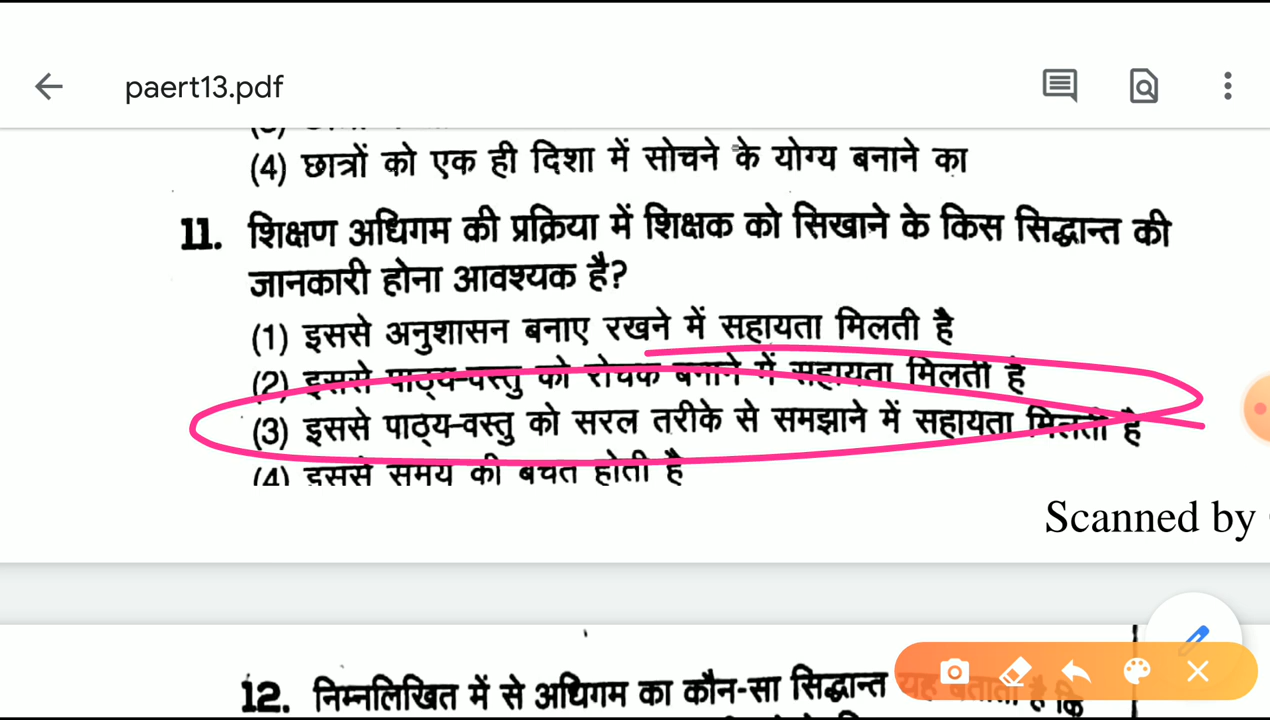 paert13.pdf
(4) छात्रों को एक ही दिशा में सोचने के योग्य बनाने का
11. शिक्षण अधिगम की प्रक्रिया में शिक्षक को सिखाने के किस सिद्धान्त की
जानकारी होना आवश्यक है?
(1) इससे अनुशासन बनाए रखने में सहायता मिलती है
(2) इससे पाठ्य-वस्तु को रोचक बनाने में सहायता मिलती है
(3) इससे पाठ्य-वस्तु को सरल तरीके से समझाने में सहायता मिलती है
(4) इससे समय की बचत होती है
Scanned by
12. निम्नलिखित में से अधिगम का कौन-सा सिद्धान्त यह बताता है कि